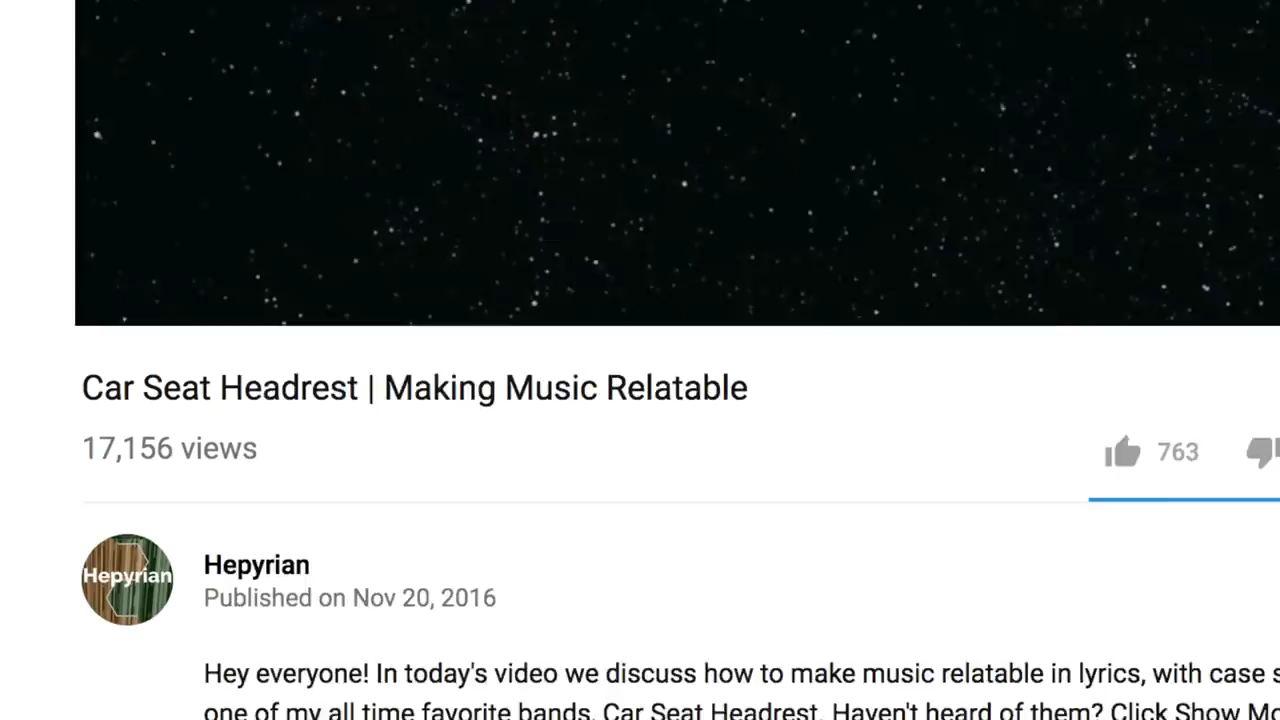 Car Seat Headrest | Making Music Relatable
17,156 views
763
Hepyrian
Hepyrian
Published on Nov 20, 2016
Hey everyone! In today's video we discuss how to make music relatable in lyrics, with case s
one of my all time favorite bands, Car Seat Headrest. Haven't heard of them? Click Show Mo